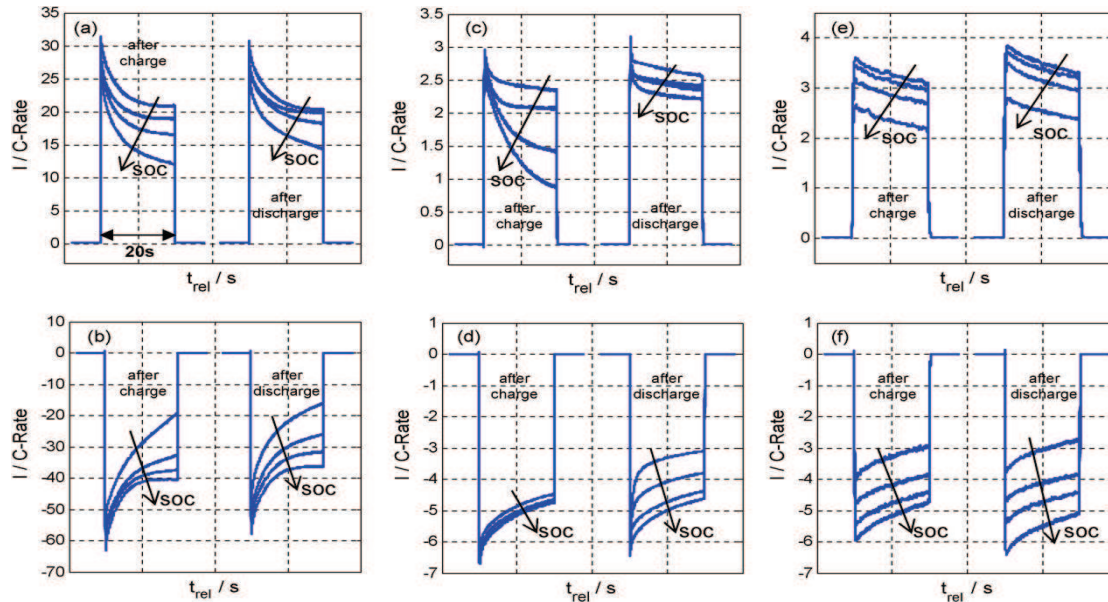 (a)
35
30
25
20
15
10
5
0
I / C-Rate
after
charge
SOC
SOC
after
discharge
20s
t_rel / s
(c)
3.5
3
2.5
2
1.5
1
0.5
0
I / C-Rate
SOC
SOC
after
charge
after
discharge
t_rel / s
(e)
4
3
2
1
0
I / C-Rate
SOC
SOC
after
charge
after
discharge
t_rel / s
(b)
10
0
-10
-20
-30
-40
-50
-60
-70
I / C-Rate
after
charge
after
discharge
SOC
SOC
t_rel / s
(d)
1
0
-1
-2
-3
-4
-5
-6
-7
I / C-Rate
after
charge
after
discharge
SOC
SOC
t_rel / s
(f)
1
0
-1
-2
-3
-4
-5
-6
-7
I / C-Rate
after
charge
after
discharge
SOC
SOC
t_rel / s